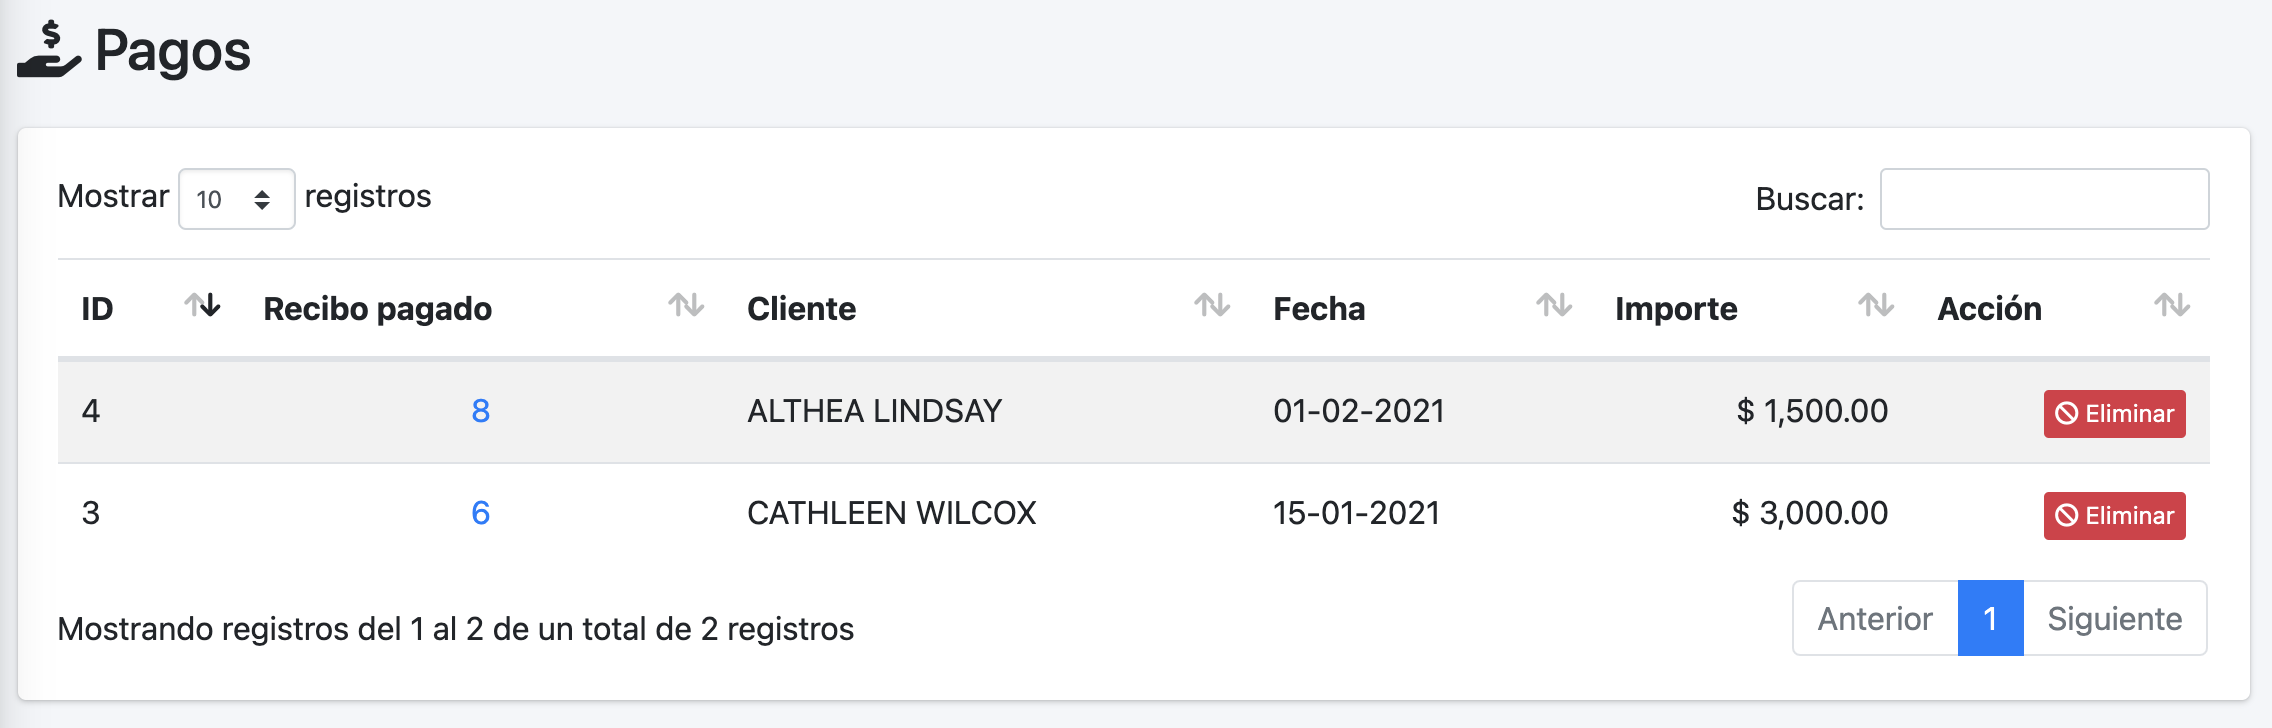 Pagos
Mostrar 10 registros Buscar:
ID Recibo pagado Cliente Fecha Importe Acción
4 8 ALTHEA LINDSAY 01-02-2021 $ 1,500.00 Eliminar
3 6 CATHLEEN WILCOX 15-01-2021 $ 3,000.00 Eliminar
Mostrando registros del 1 al 2 de un total de 2 registros Anterior 1 Siguiente